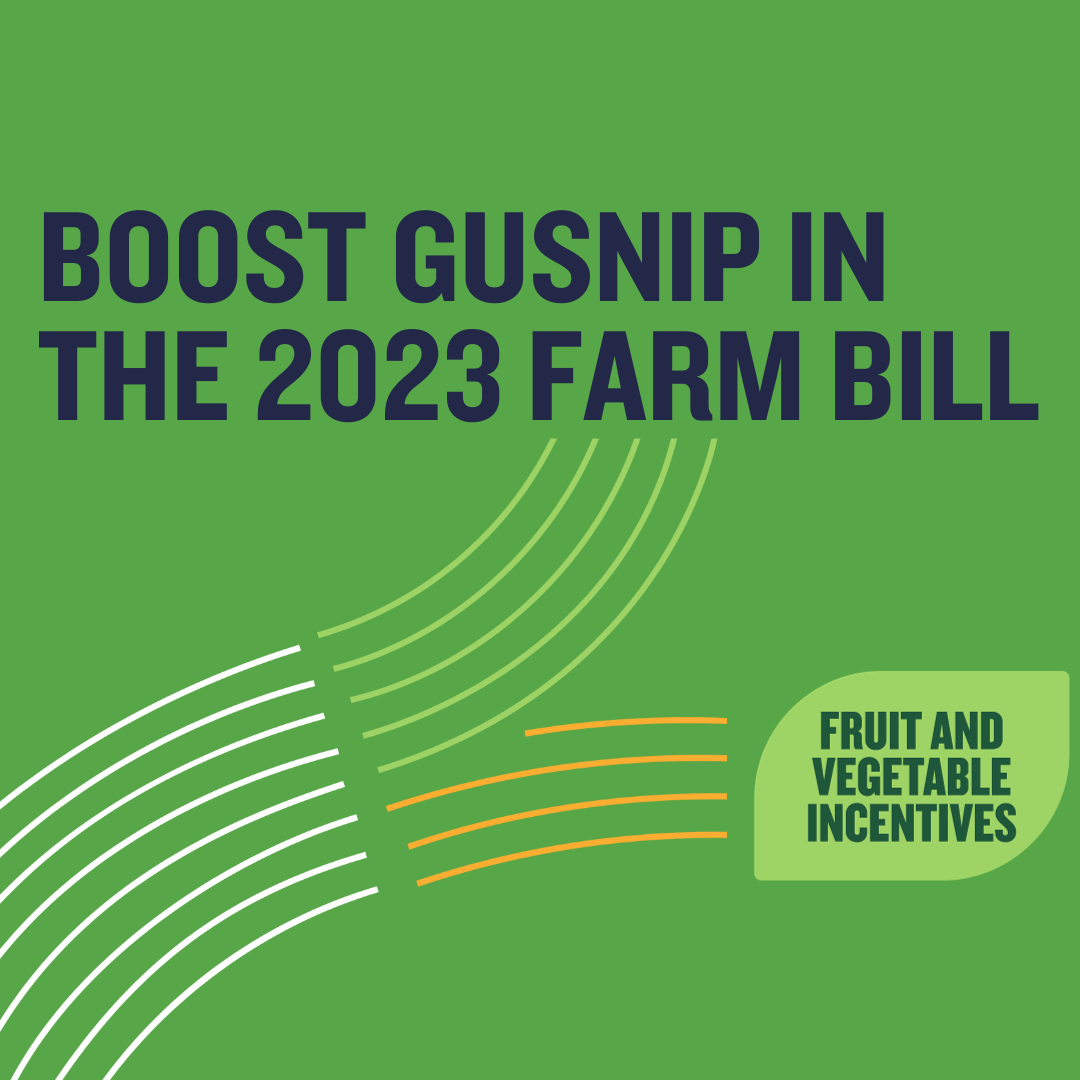 BOOST GUSNIP IN
THE 2023 FARM BILL
FRUIT AND
VEGETABLE
INCENTIVES